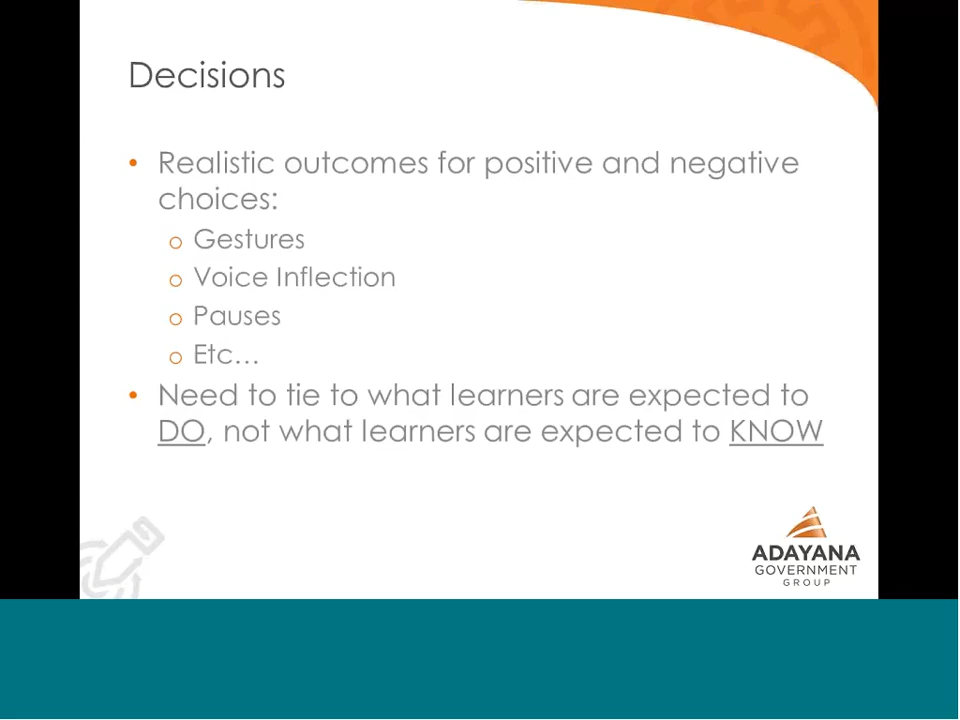 Decisions
• Realistic outcomes for positive and negative
choices:
o Gestures
o Voice Inflection
o Pauses
o Etc…
• Need to tie to what learners are expected to
DO, not what learners are expected to KNOW
ADAYANA
GOVERNMENT
GROUP